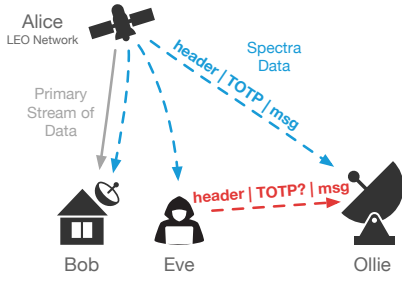 Alice
LEO Network
Primary
Stream of
Data
Spectra
Data
header | TOTP | msg
header | TOTP? | msg
Bob
Eve
Ollie